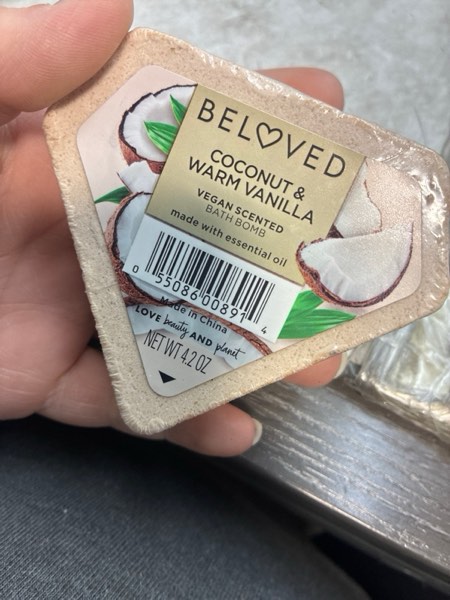 BELOVED
COCONUT &
WARM VANILLA
VEGAN SCENTED
BATH BOMB
made with essential oil
0 55086 00891 4
Made in China
LOVE beauty AND planet
NET WT 4.2 OZ